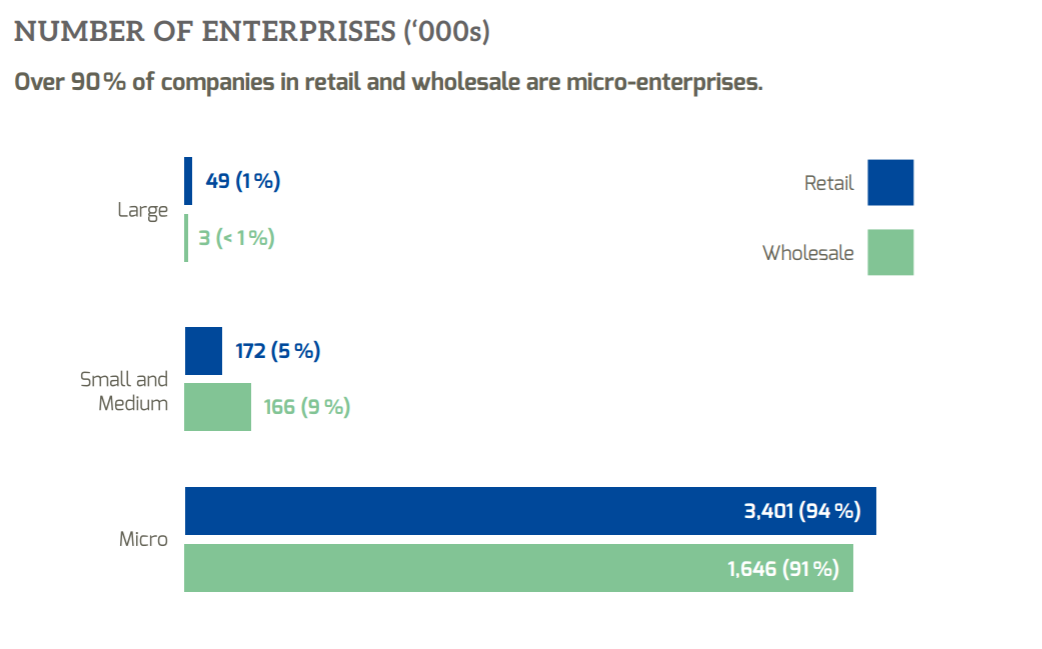 NUMBER OF ENTERPRISES (‘000s)
Over 90% of companies in retail and wholesale are micro-enterprises.
Large
49 (1%)
3 (<1%)
Retail
Wholesale
Small and
Medium
172 (5%)
166 (9%)
Micro
3,401 (94%)
1,646 (91%)